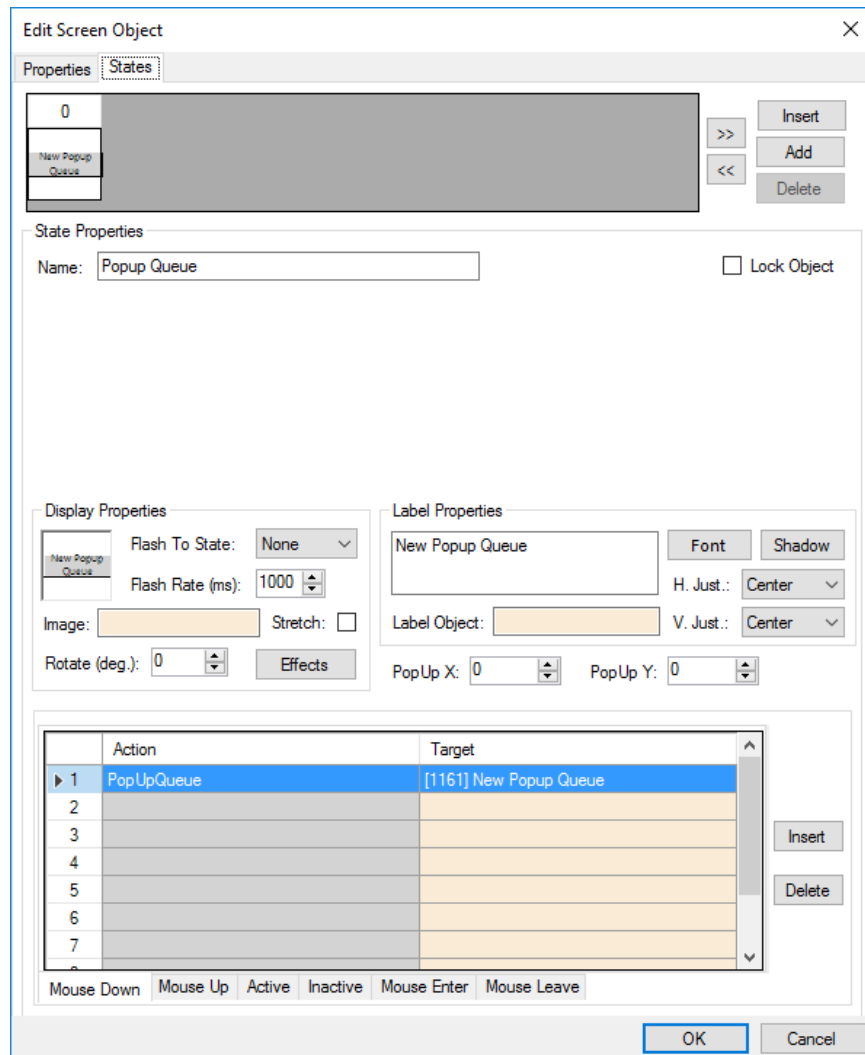 Edit Screen Object
Properties States
0
New Popup
Queue
>>
<<
Insert
Add
Delete
State Properties
Name: Popup Queue
Lock Object
Display Properties
New Popup
Queue
Flash To State: None
Flash Rate (ms): 1000
Image:
Stretch:
Rotate (deg.): 0
Effects
Label Properties
New Popup Queue
Font Shadow
H. Just.: Center
Label Object:
V. Just.: Center
PopUp X: 0
PopUp Y: 0
Action Target
1 PopUpQueue [1161] New Popup Queue
2
3
4
5
6
7
Insert
Delete
Mouse Down Mouse Up Active Inactive Mouse Enter Mouse Leave
OK Cancel